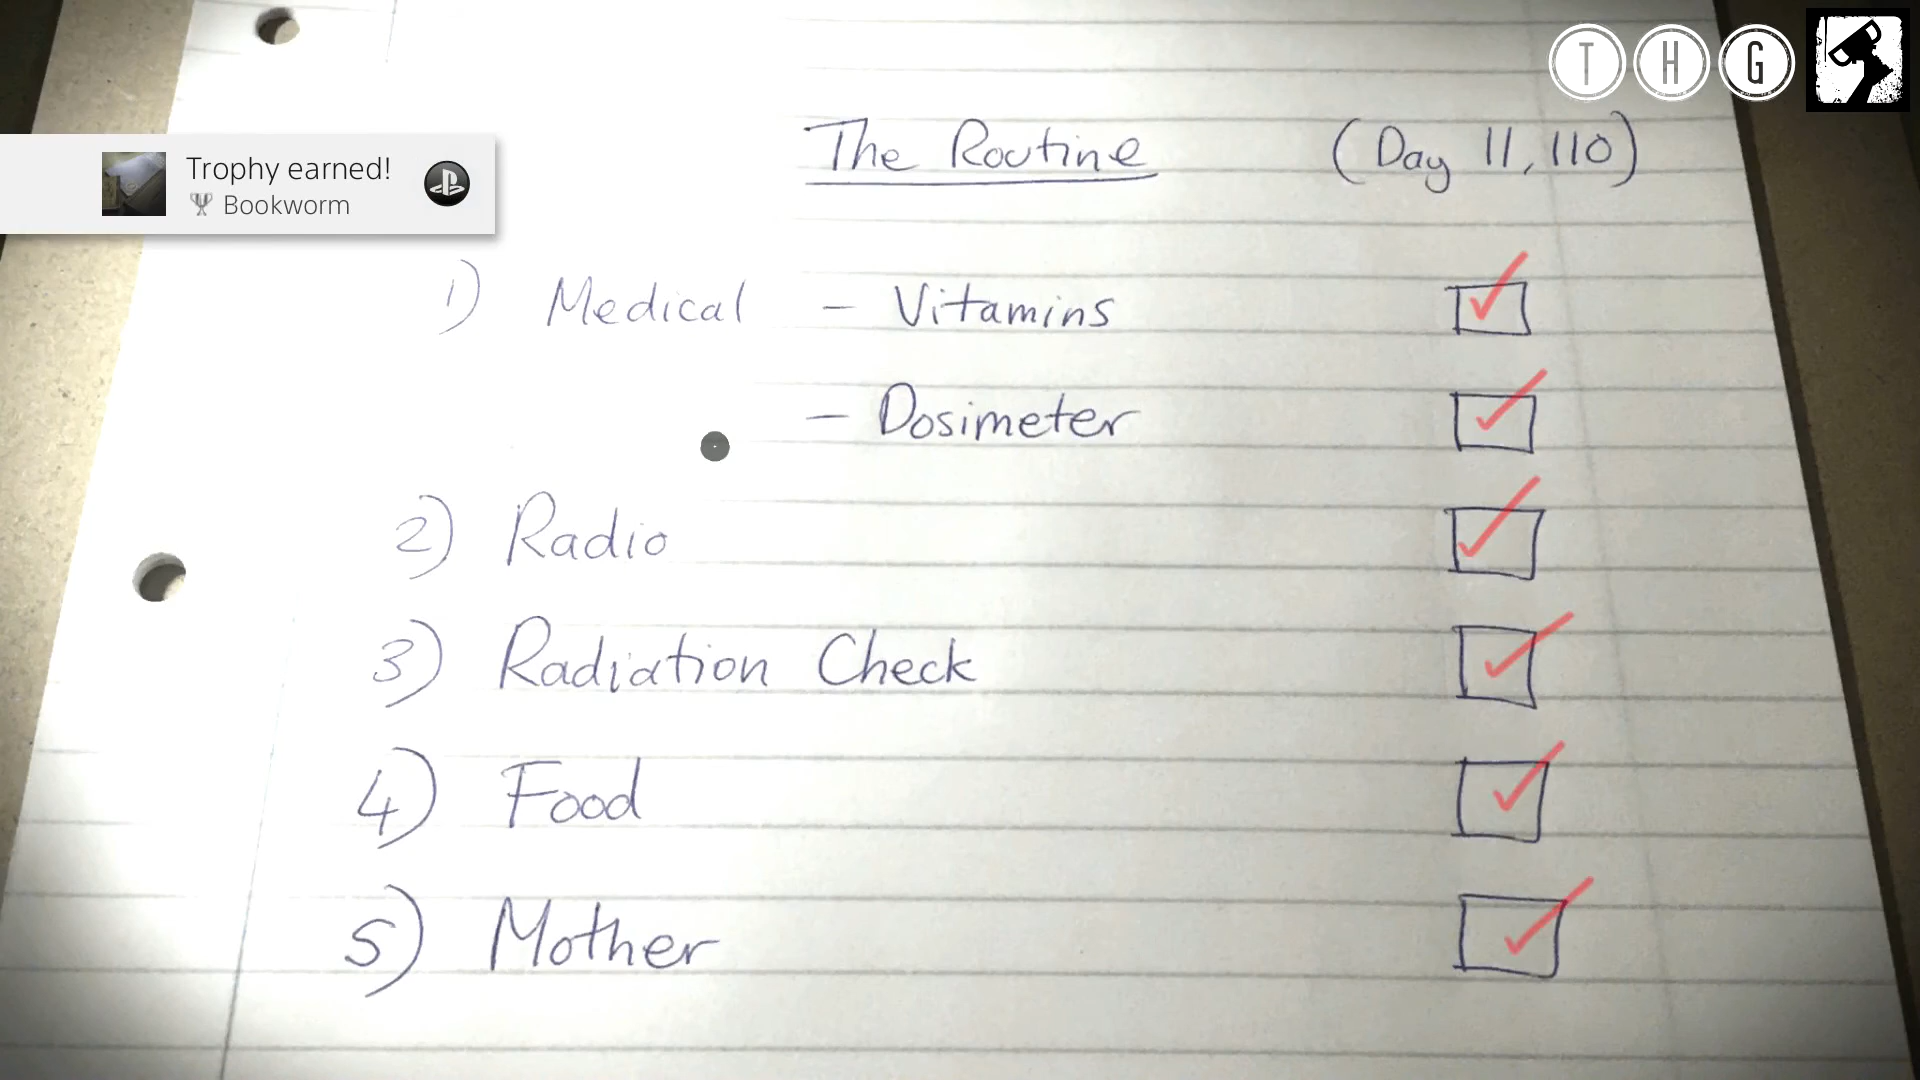 T H G
The Routine (Day 11,110)
Trophy earned!
Bookworm
1) Medical - Vitamins
- Dosimeter
2) Radio
3) Radiation Check
4) Food
5) Mother